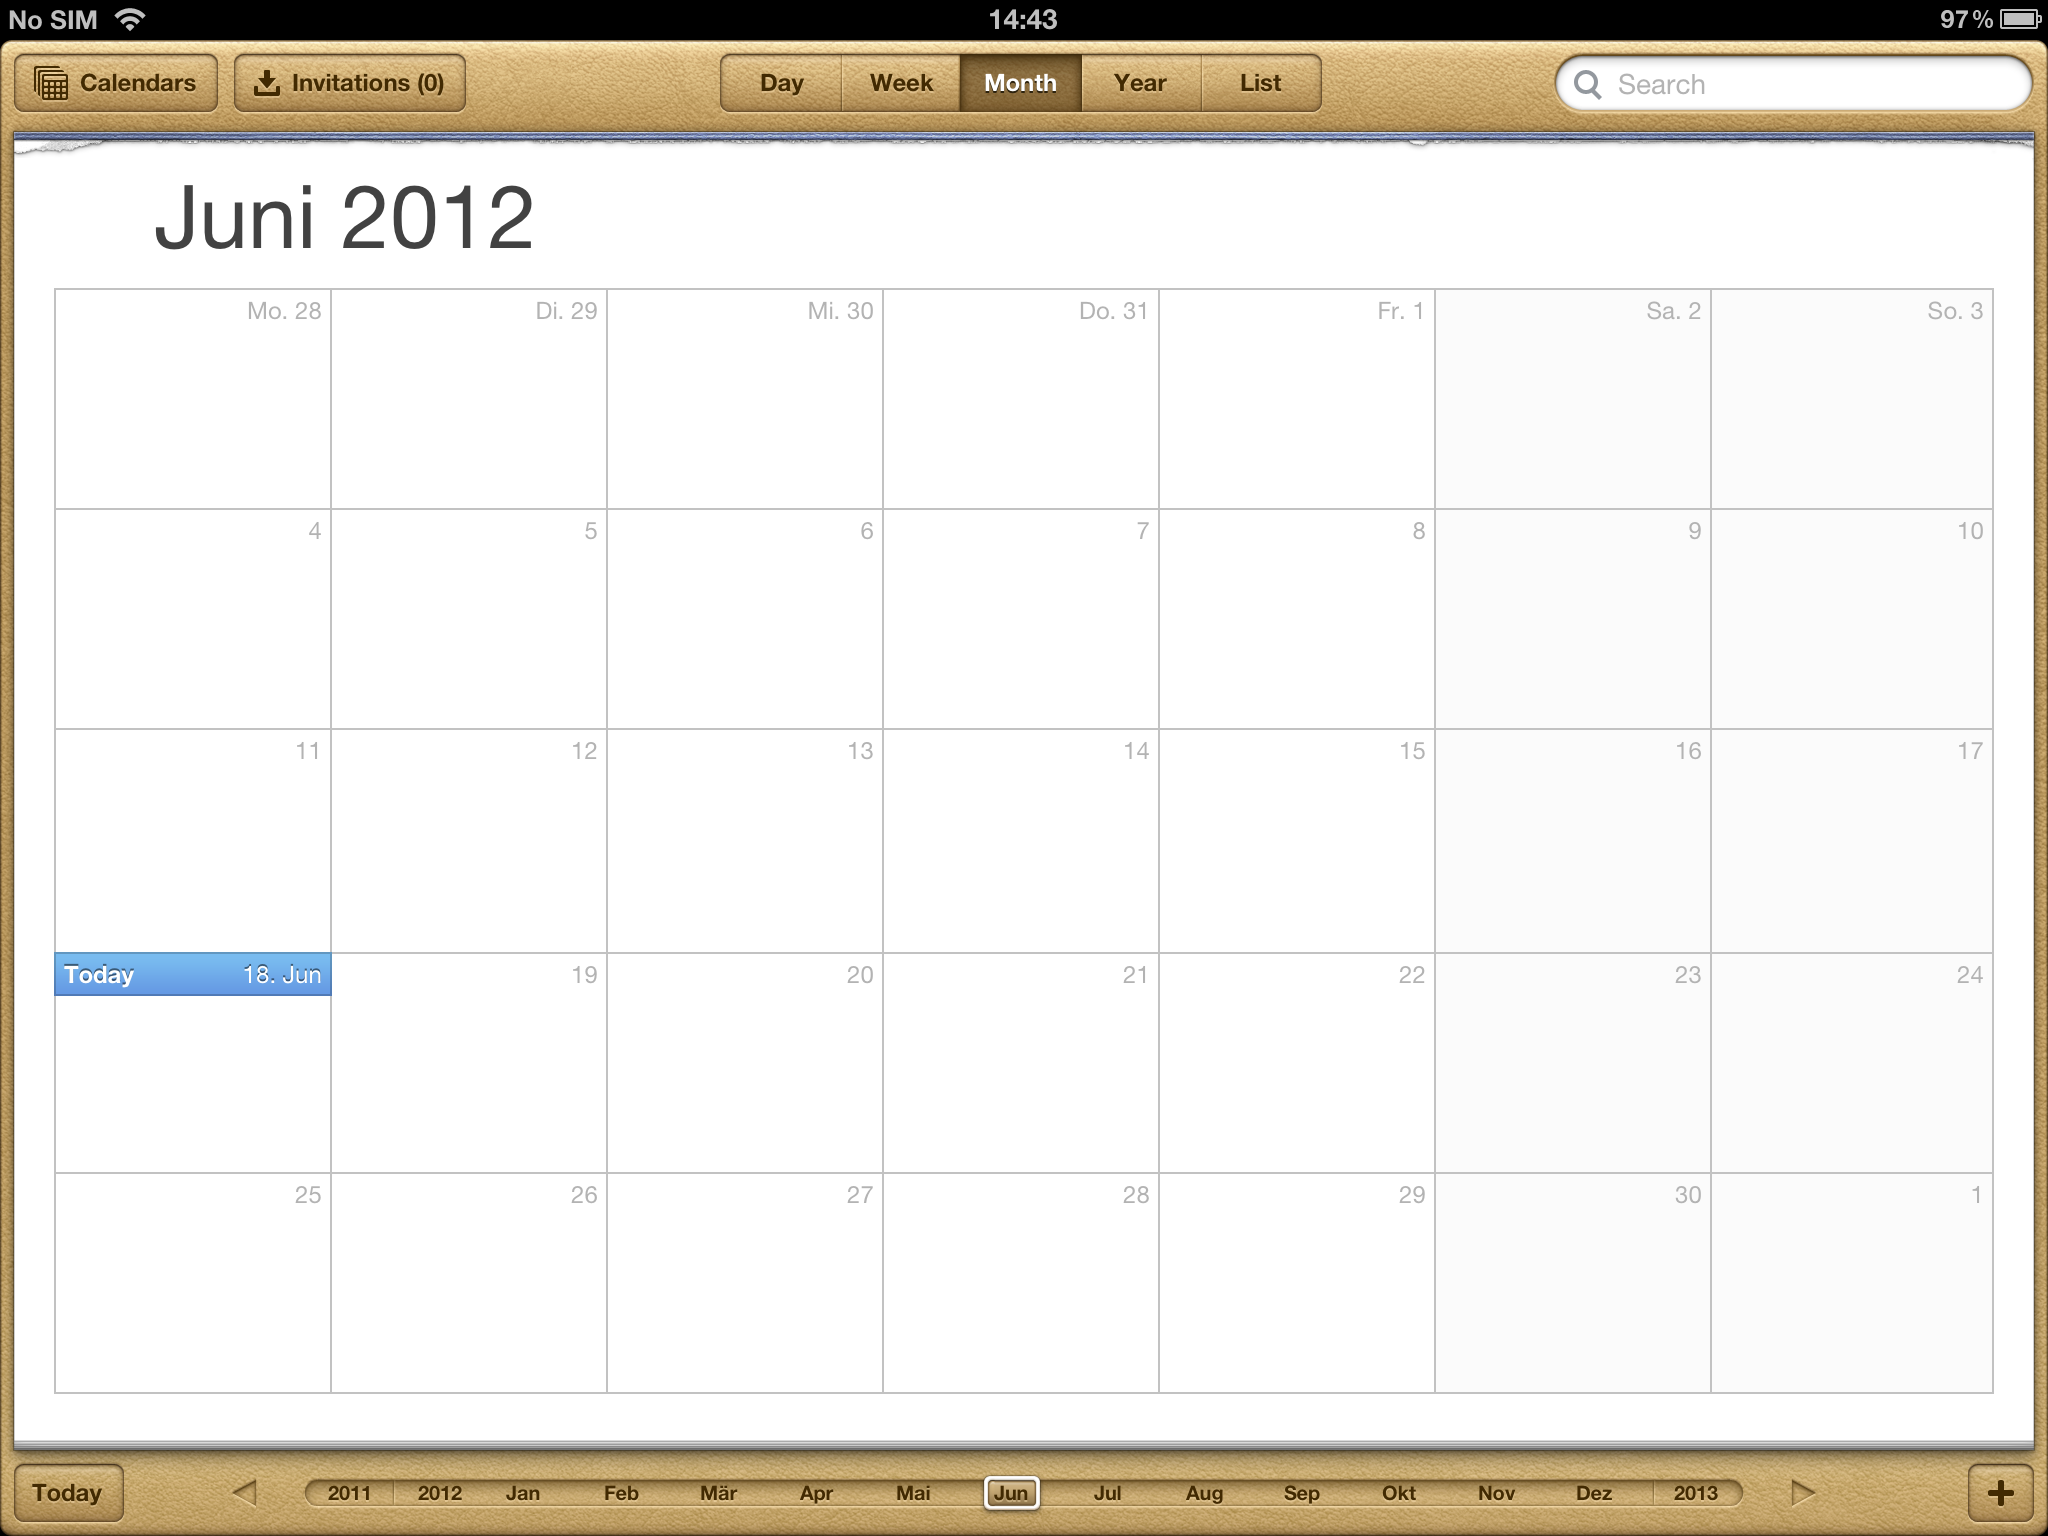 No SIM 14:43 97%
Calendars Invitations (0) Day Week Month Year List Search
Juni 2012
Mo. 28 Di. 29 Mi. 30 Do. 31 Fr. 1 Sa. 2 So. 3
4 5 6 7 8 9 10
11 12 13 14 15 16 17
Today 18. Jun 19 20 21 22 23 24
25 26 27 28 29 30 1
Today 2011 2012 Jan Feb Mär Apr Mai Jun Jul Aug Sep Okt Nov Dez 2013 +